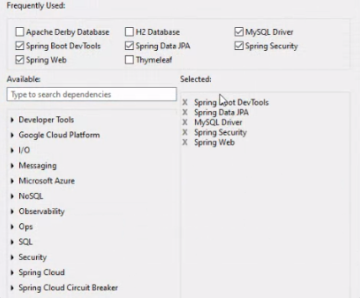 Frequently Used:
Apache Derby Database H2 Database MySQL Driver
Spring Boot DevTools Spring Data JPA Spring Security
Spring Web Thymeleaf
Available: Selected:
Type to search dependencies
X Spring Boot DevTools
X Spring Data JPA
X MySQL Driver
X Spring Security
X Spring Web
Developer Tools
Google Cloud Platform
I/O
Messaging
Microsoft Azure
NoSQL
Observability
Ops
SQL
Security
Spring Cloud
Spring Cloud Circuit Breaker